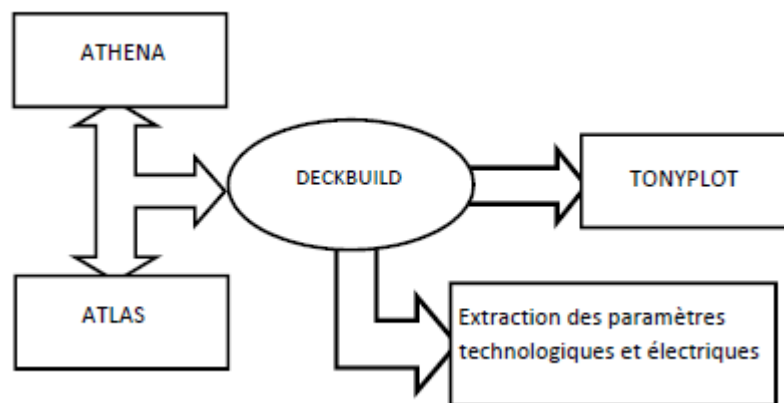 ATHENA
DECKBUILD
TONYPLOT
ATLAS
Extraction des paramètres
technologiques et électriques